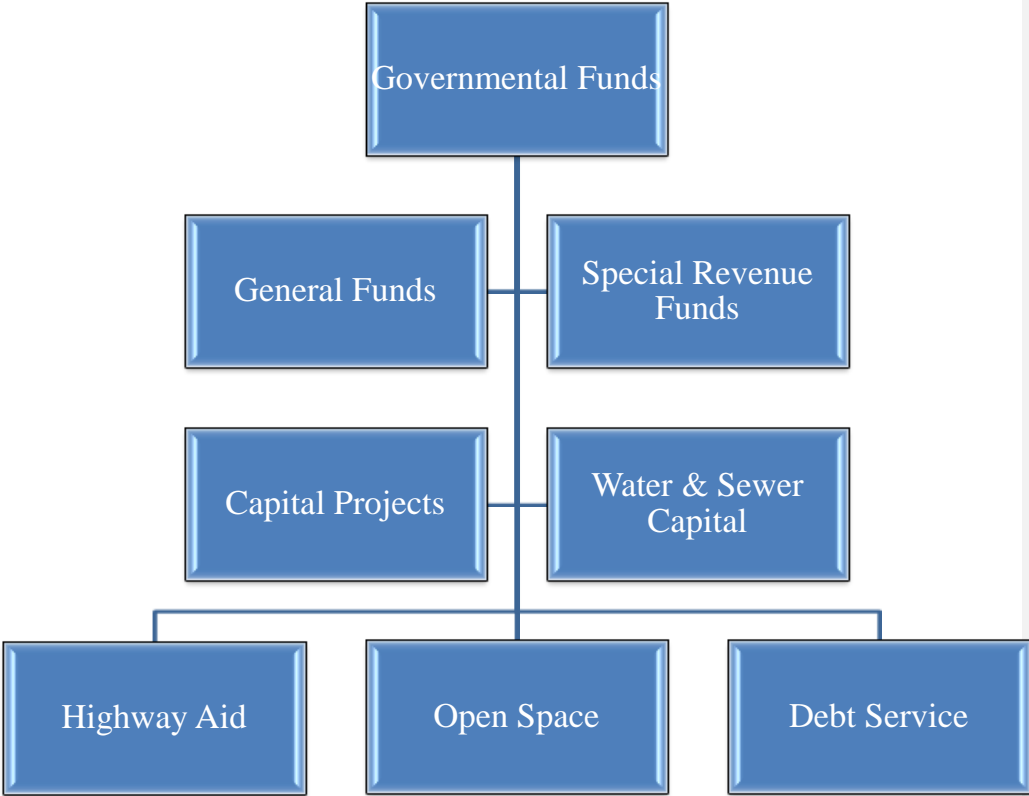 Governmental Funds
General Funds
Special Revenue
Funds
Capital Projects
Water & Sewer
Capital
Highway Aid
Open Space
Debt Service